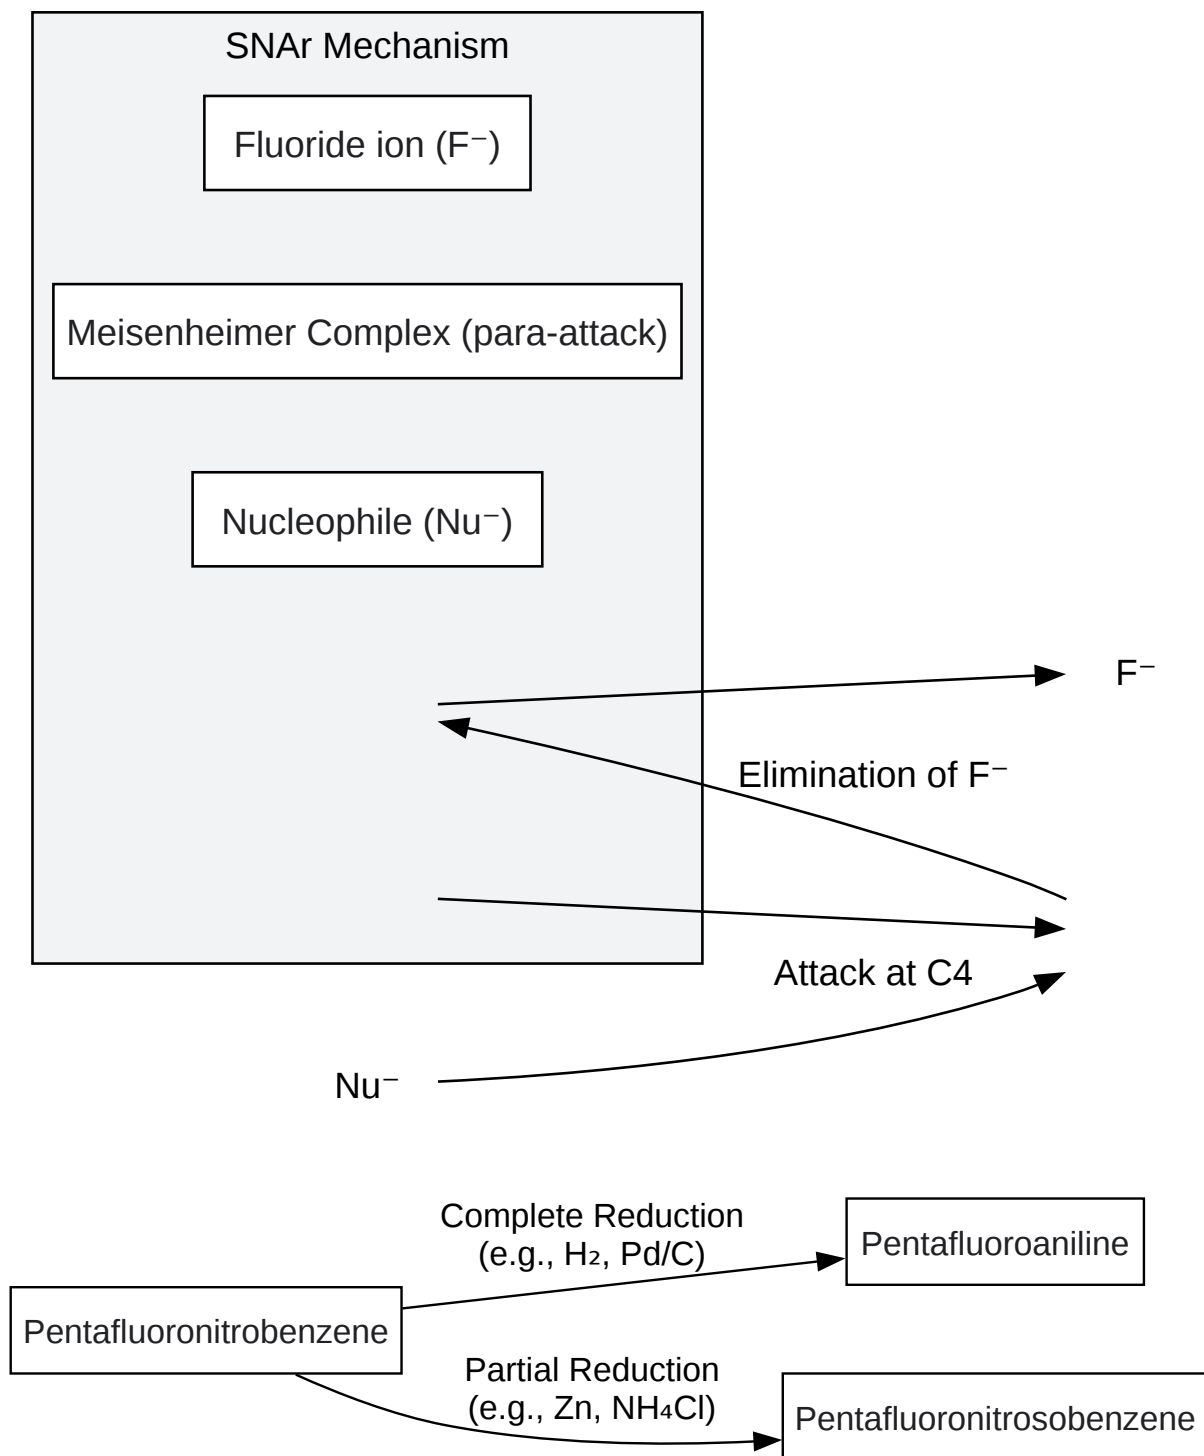 SNAr Mechanism
Fluoride ion (F⁻)
Meisenheimer Complex (para-attack)
Nucleophile (Nu⁻)
F⁻
Elimination of F⁻
Attack at C4
Nu⁻
Complete Reduction
(e.g., H₂, Pd/C)
Pentafluoroaniline
Pentafluoronitrobenzene
Partial Reduction
(e.g., Zn, NH₄Cl)
Pentafluoronitrosobenzene